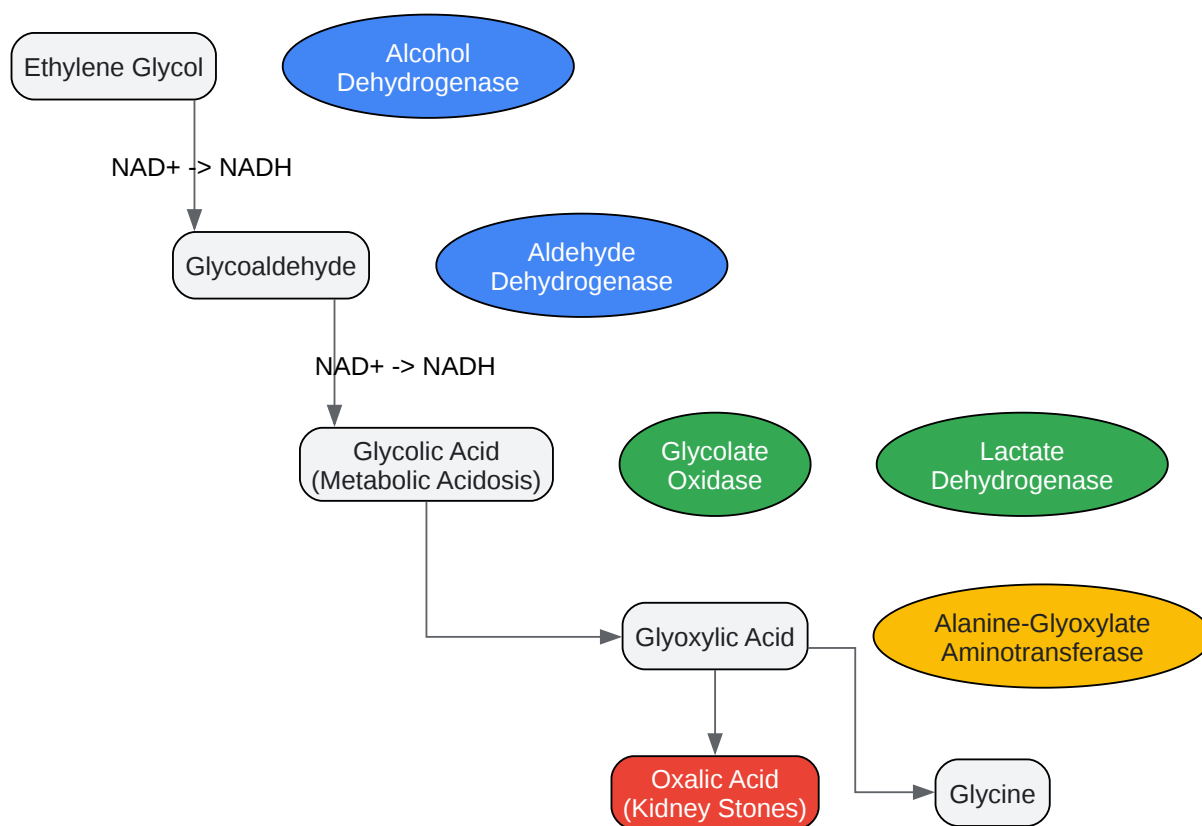 Ethylene Glycol
Alcohol
Dehydrogenase
NAD+ -> NADH
Glycoaldehyde
Aldehyde
Dehydrogenase
NAD+ -> NADH
Glycolic Acid
(Metabolic Acidosis)
Glycolate
Oxidase
Lactate
Dehydrogenase
Glyoxylic Acid
Alanine-Glyoxylate
Aminotransferase
Oxalic Acid
(Kidney Stones)
Glycine